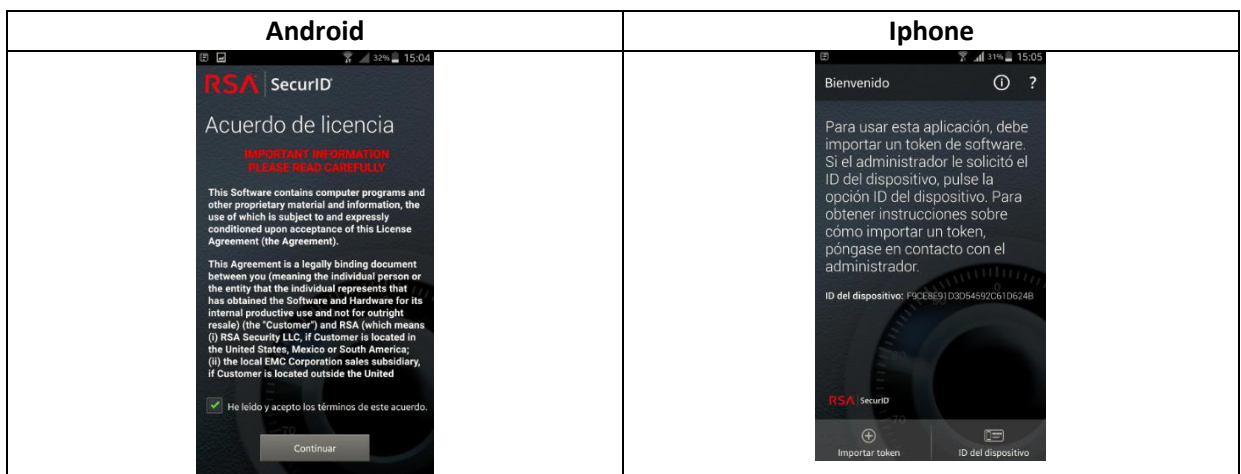 Android
Iphone
32% 15:04
RSA SecurID
Acuerdo de licencia
IMPORTANT INFORMATION
PLEASE READ CAREFULLY
This Software contains computer programs and
other proprietary material and information, the
use of which is subject to and expressly
conditioned upon acceptance of this License
Agreement (the Agreement).
This Agreement is a legally binding document
between you (meaning the individual person or
the entity that the individual represents that
has obtained the Software and Hardware for its
internal productive use and not for outright
resale) (the "Customer") and RSA (which means
(i) RSA Security LLC, if Customer is located in
the United States, Mexico or South America;
(ii) the local EMC Corporation sales subsidiary,
if Customer is located outside the United
He leído y acepto los términos de este acuerdo.
70
Continuar
31% 15:05
Bienvenido
?
Para usar esta aplicación, debe
importar un token de software.
Si el administrador le solicitó el
ID del dispositivo, pulse la
opción ID del dispositivo. Para
obtener instrucciones sobre
cómo importar un token,
póngase en contacto con el
administrador.
0
ID del dispositivo: F9CE8E91D3D54592C61D624B
90
80
RSA SecurID
70
Importar token
ID del dispositivo